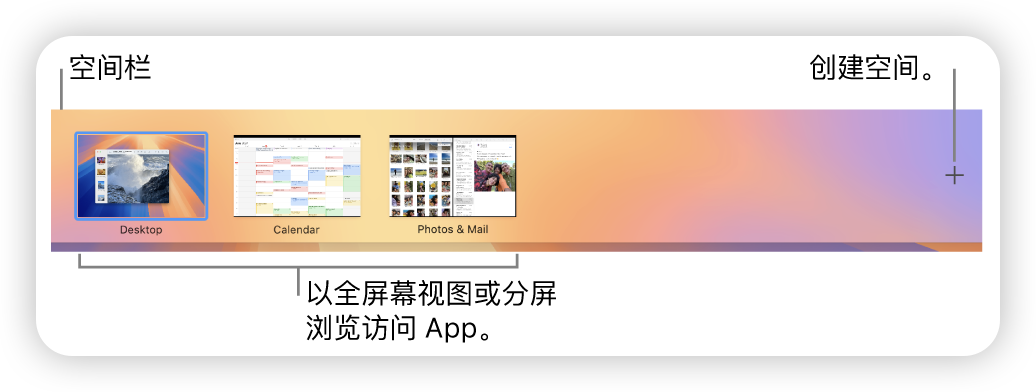 空间栏
创建空间。
Desktop
Calendar
Photos & Mail
以全屏幕视图或分屏
浏览访问 App。